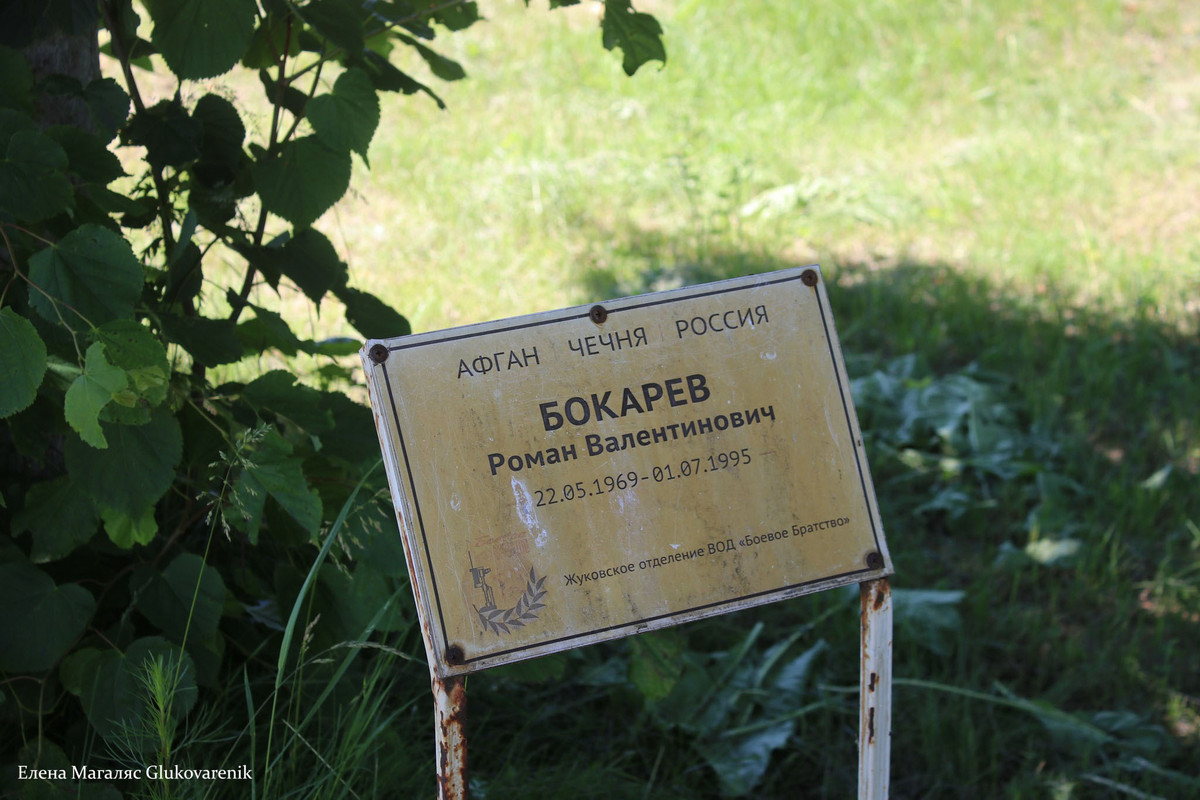 АФГАН ЧЕЧНЯ РОССИЯ
БОКАРЕВ
Роман Валентинович
22.05.1969-01.07.1995
Жуковское отделение ВОД «Боевое Братство»
Елена Магаляс Glukovarenik